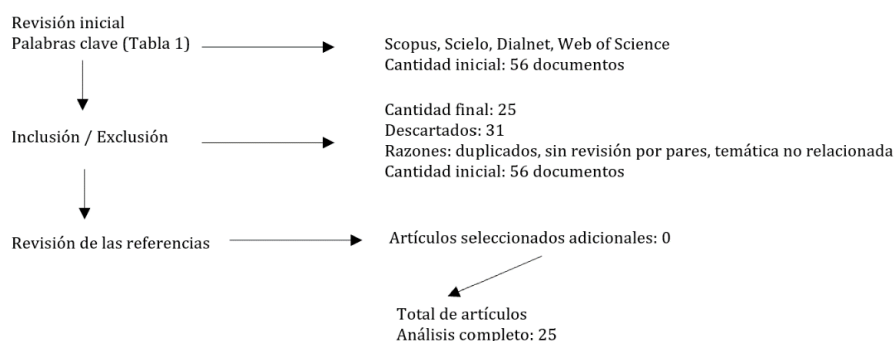 Revisión inicial
Palabras clave (Tabla 1)
Scopus, Scielo, Dialnet, Web of Science
Cantidad inicial: 56 documentos
Inclusión / Exclusión
Cantidad final: 25
Descartados: 31
Razones: duplicados, sin revisión por pares, temática no relacionada
Cantidad inicial: 56 documentos
Revisión de las referencias
Artículos seleccionados adicionales: 0
Total de artículos
Análisis completo: 25